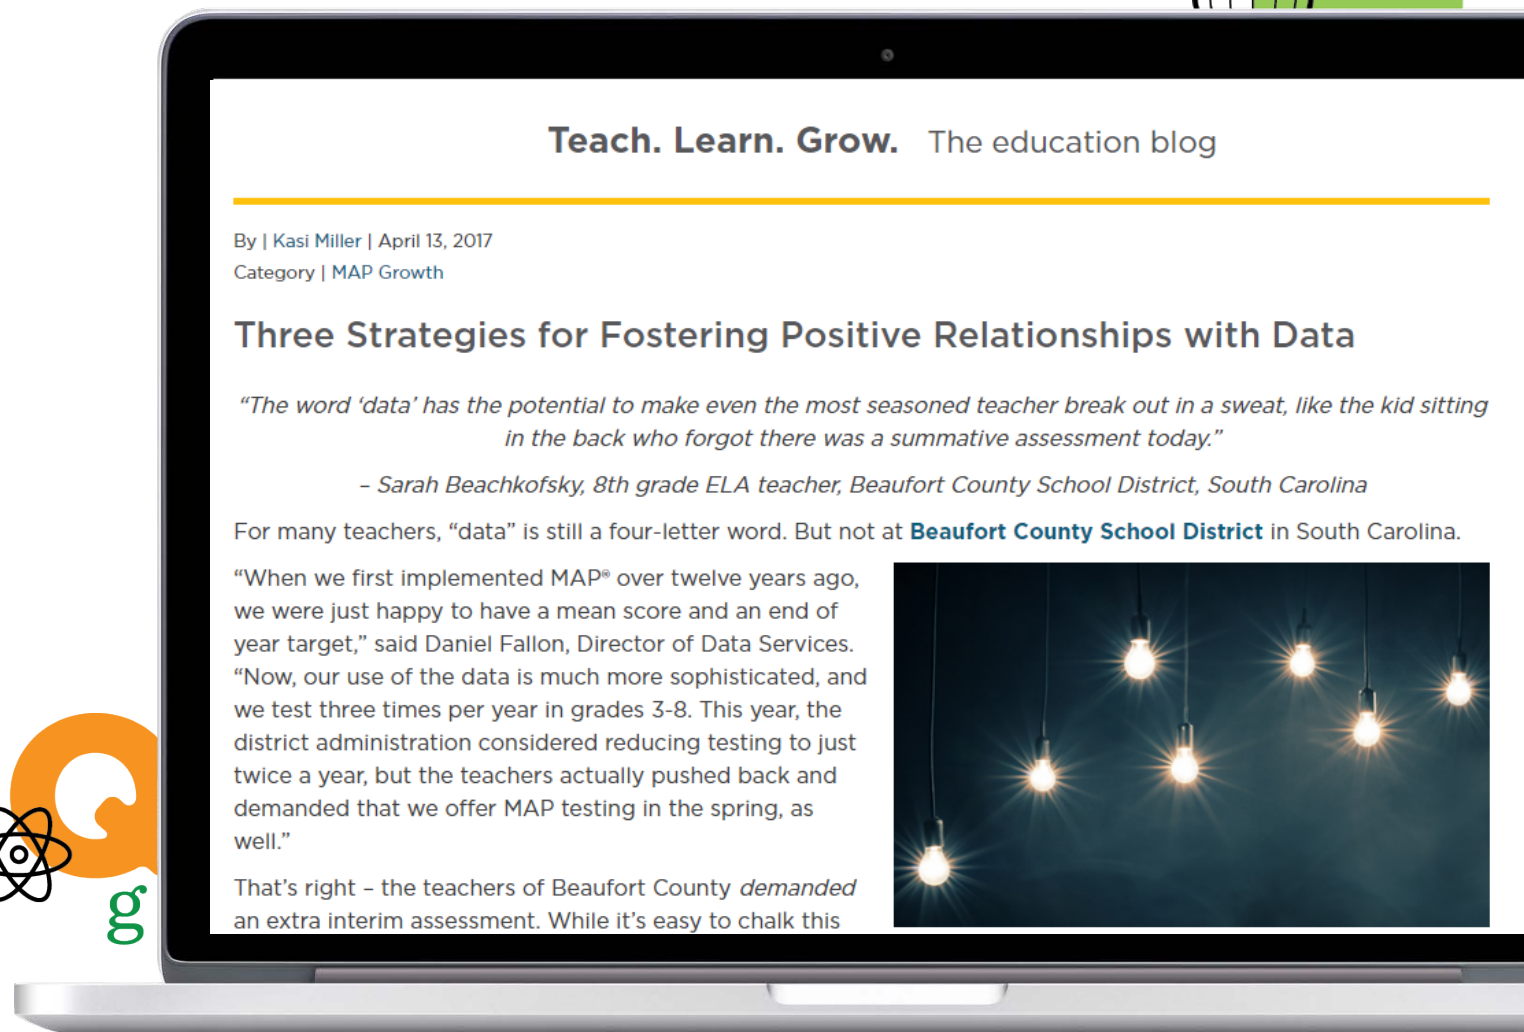 Teach. Learn. Grow. The education blog
By | Kasi Miller | April 13, 2017
Category | MAP Growth
Three Strategies for Fostering Positive Relationships with Data
“The word ‘data’ has the potential to make even the most seasoned teacher break out in a sweat, like the kid sitting
in the back who forgot there was a summative assessment today.”
– Sarah Beachkofsky, 8th grade ELA teacher, Beaufort County School District, South Carolina
For many teachers, “data” is still a four-letter word. But not at Beaufort County School District in South Carolina.
“When we first implemented MAP® over twelve years ago,
we were just happy to have a mean score and an end of
year target,” said Daniel Fallon, Director of Data Services.
“Now, our use of the data is much more sophisticated, and
we test three times per year in grades 3-8. This year, the
district administration considered reducing testing to just
twice a year, but the teachers actually pushed back and
demanded that we offer MAP testing in the spring, as
well.”
That’s right – the teachers of Beaufort County demanded
an extra interim assessment. While it’s easy to chalk this
Q
g